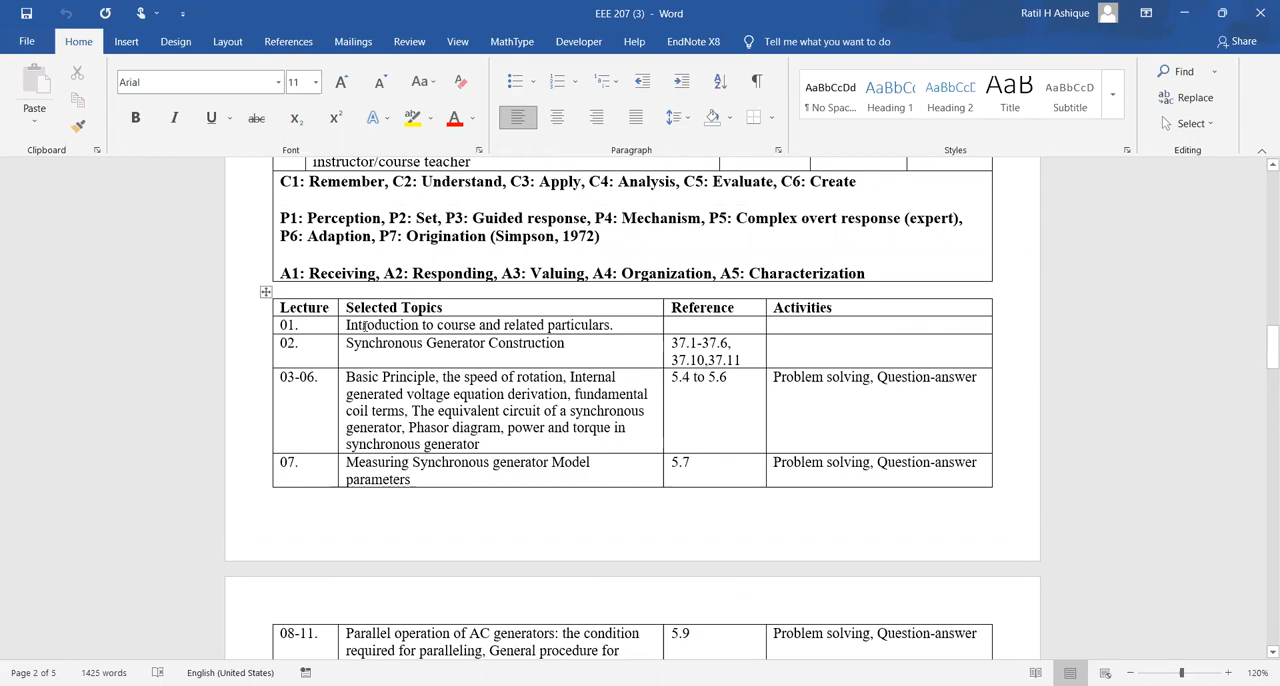 EEE 207 (3) - Word
Ratil H Ashique
File Home Insert Design Layout References Mailings Review View MathType Developer Help EndNote X8 Tell me what you want to do Share
Paste
Clipboard
Arial 11
Aa
B I U abc X₂ X² A A
Font
Paragraph
AaBbCcDd AaBbCc AaBbCcD AaB AaBbCcD
¶ No Spac... Heading 1 Heading 2 Title Subtitle
Styles
Find
Replace
Select
Editing
instructor/course teacher
C1: Remember, C2: Understand, C3: Apply, C4: Analysis, C5: Evaluate, C6: Create
P1: Perception, P2: Set, P3: Guided response, P4: Mechanism, P5: Complex overt response (expert),
P6: Adaption, P7: Origination (Simpson, 1972)
A1: Receiving, A2: Responding, A3: Valuing, A4: Organization, A5: Characterization
Lecture Selected Topics Reference Activities
01. Introduction to course and related particulars.
02. Synchronous Generator Construction 37.1-37.6,
37.10,37.11
03-06. Basic Principle, the speed of rotation, Internal 5.4 to 5.6 Problem solving, Question-answer
generated voltage equation derivation, fundamental
coil terms, The equivalent circuit of a synchronous
generator, Phasor diagram, power and torque in
synchronous generator
07. Measuring Synchronous generator Model 5.7 Problem solving, Question-answer
parameters
08-11. Parallel operation of AC generators: the condition 5.9 Problem solving, Question-answer
required for paralleling, General procedure for
Page 2 of 5 1425 words English (United States) 120%